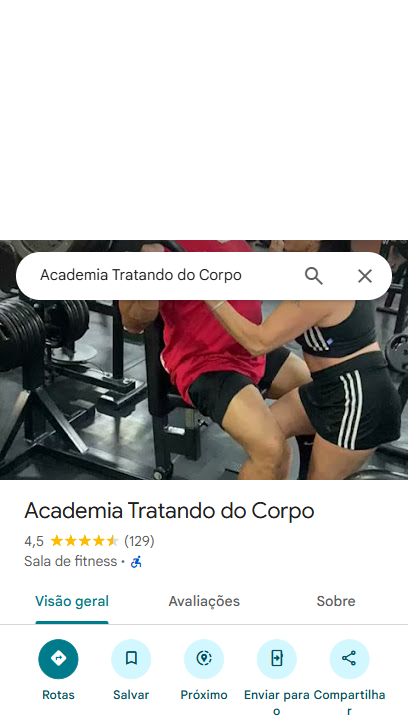 Academia Tratando do Corpo
Academia Tratando do Corpo
4,5 (129)
Sala de fitness ·
Visão geral Avaliações Sobre
Rotas Salvar Próximo Enviar para o Compartilhar